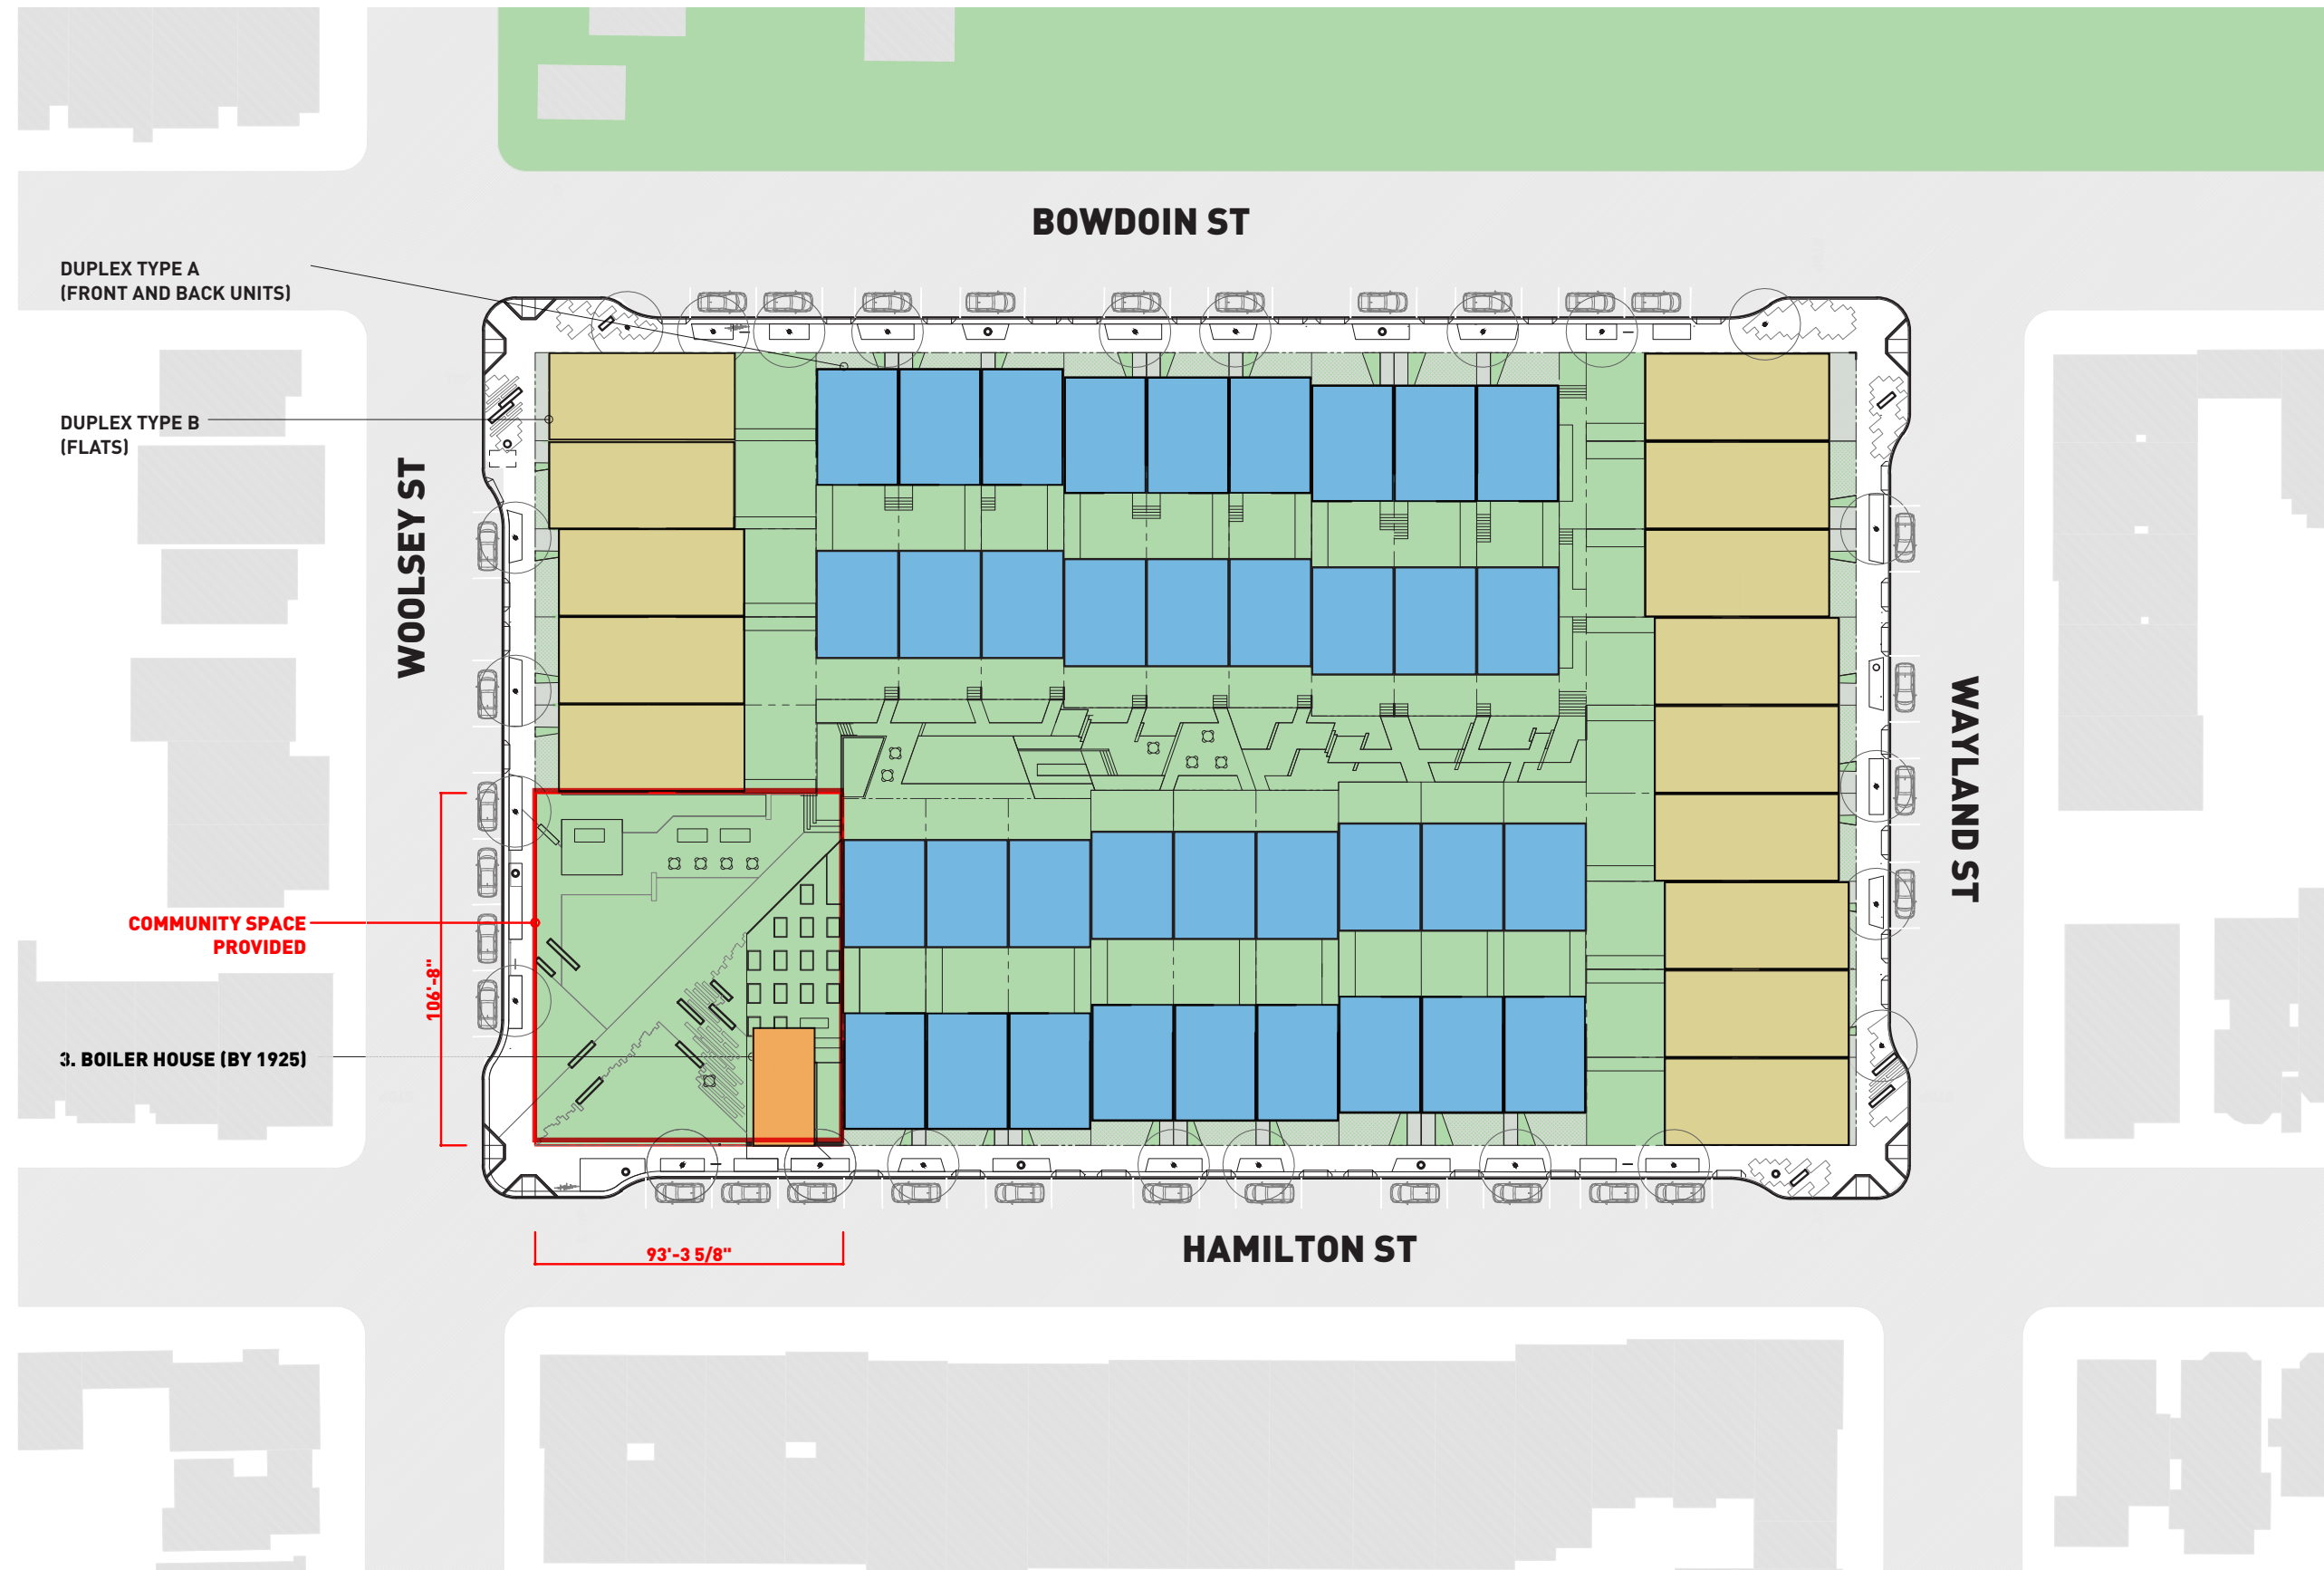 BOWDOIN ST
DUPLEX TYPE A
(FRONT AND BACK UNITS)
DUPLEX TYPE B
(FLATS)
WOOLSEY ST
WAYLAND ST
COMMUNITY SPACE
PROVIDED
106'-8"
3. BOILER HOUSE (BY 1925)
93'-3 5/8"
HAMILTON ST